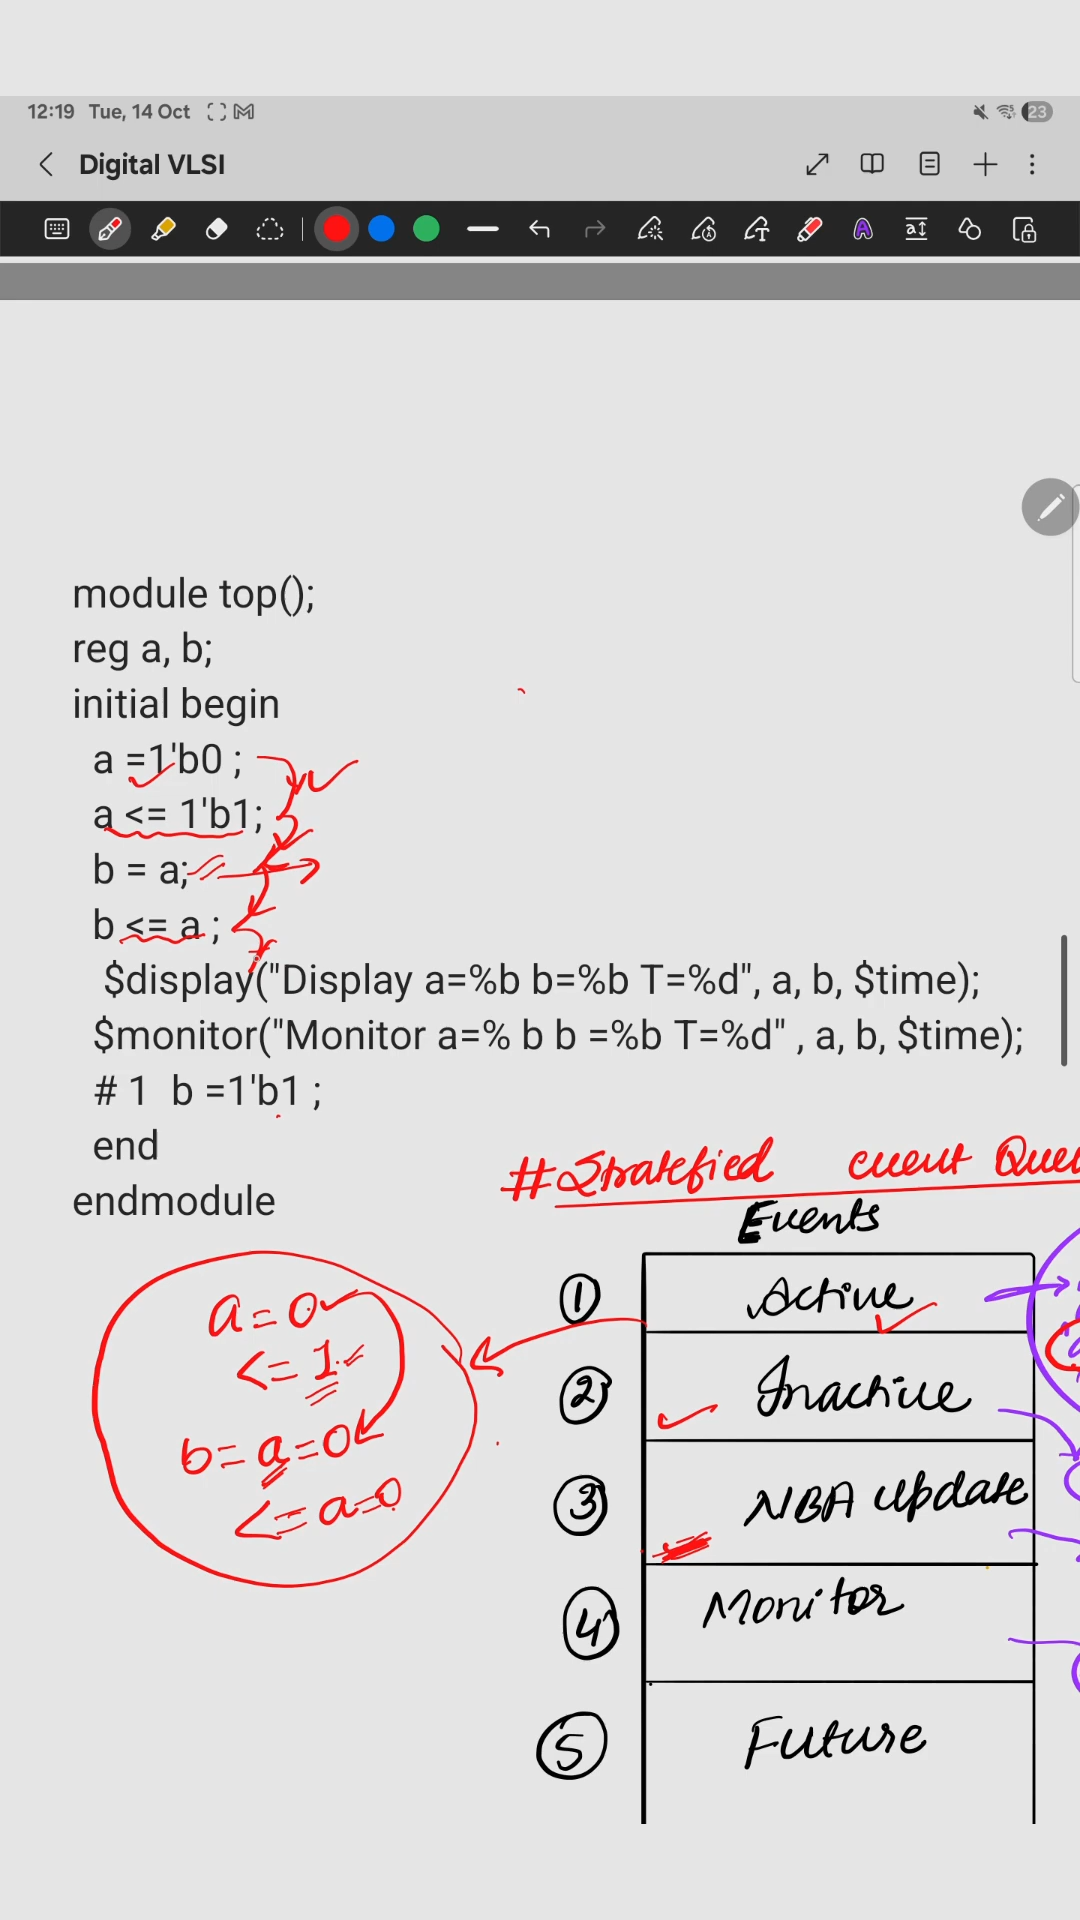 12:19 Tue, 14 Oct
23
Digital VLSI
module top();
reg a, b;
initial begin
a =1'b0 ;
a <= 1'b1;
b = a;
b <= a ;
$display("Display a=%b b=%b T=%d", a, b, $time);
$monitor("Monitor a=% b b =%b T=%d" , a, b, $time);
# 1 b =1'b1 ;
end
endmodule
#Stratefied event Que
Events
1 Active
2 Inactive
3 NBA update
4 Monitor
5 Future
a=0
<= 1
b= a=0
<= a=0